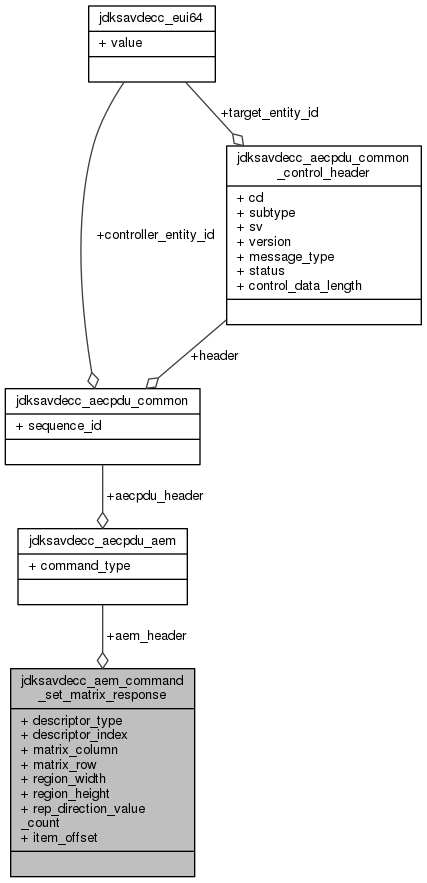 jdksavdecc_eui64
+ value
+target_entity_id
jdksavdecc_aecpdu_common
_control_header
+ cd
+ subtype
+ sv
+ version
+ message_type
+ status
+ control_data_length
+controller_entity_id
+header
jdksavdecc_aecpdu_common
+ sequence_id
+aecpdu_header
jdksavdecc_aecpdu_aem
+ command_type
+aem_header
jdksavdecc_aem_command
_set_matrix_response
+ descriptor_type
+ descriptor_index
+ matrix_column
+ matrix_row
+ region_width
+ region_height
+ rep_direction_value
_count
+ item_offset